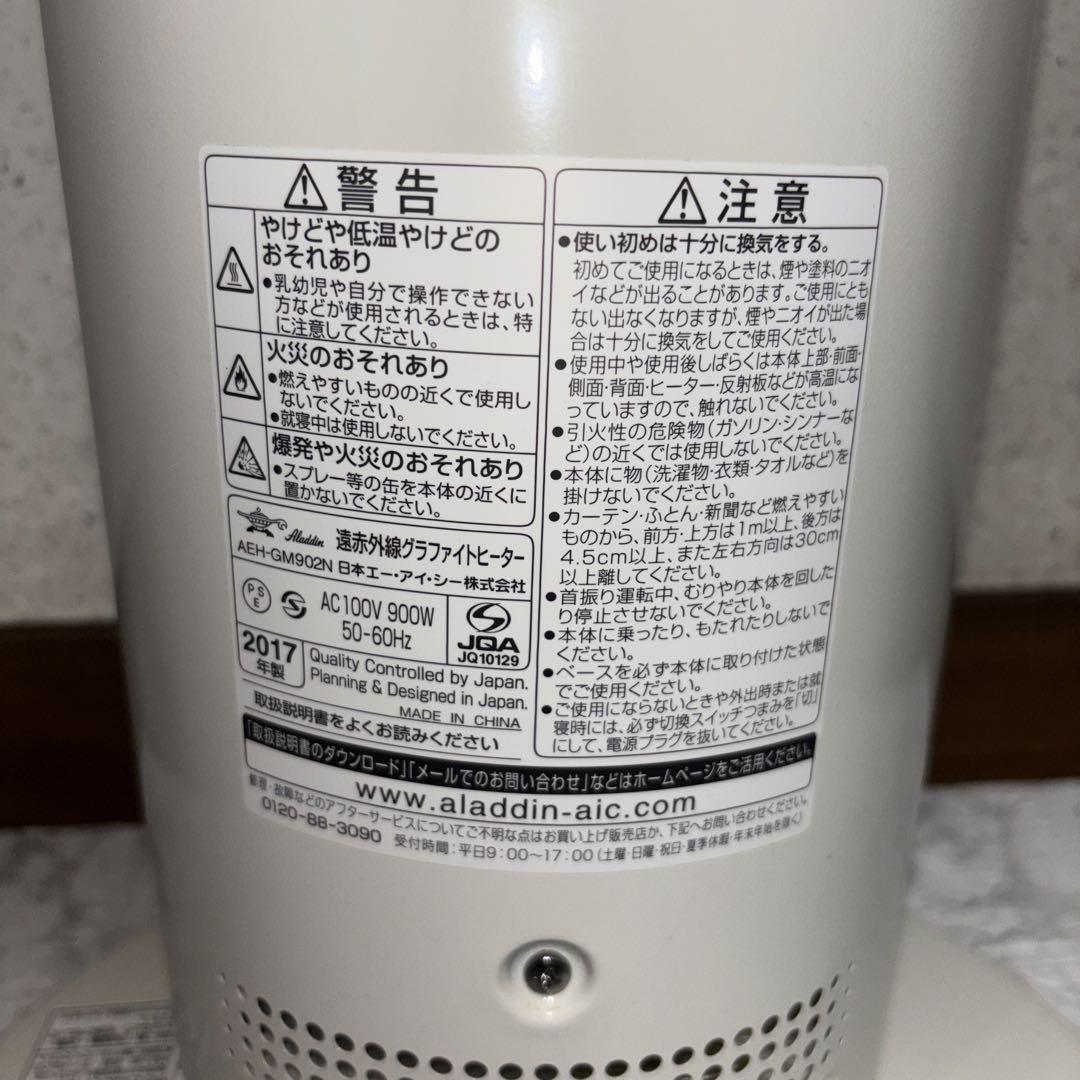 警告
やけどや低温やけどの
おそれあり
●乳幼児や自分で操作できない
方などが使用されるときは、特
に注意してください。
火災のおそれあり
●燃えやすいものの近くで使用し
ないでください。
●就寝中は使用しないでください。
爆発や火災のおそれあり
●スプレー等の缶を本体の近くに
置かないでください。
Aladdin 遠赤外線グラファイトヒーター
AEH-GM902N 日本エー・アイ・シー株式会社
PSE AC100V 900W
50-60Hz
JQA
JQ10129
2017
年製
Quality Controlled by Japan.
Planning & Designed in Japan.
MADE IN CHINA
取扱説明書をよくお読みください
注意
●使い初めは十分に換気をする。
初めてご使用になるときは、煙や塗料のニオ
イなどが出ることがあります。ご使用にとも
ない出なくなりますが、煙やニオイが出た場
合は十分に換気をしてご使用ください。
●使用中や使用後しばらくは本体上部・前面・
側面・背面・ヒーター・反射板などが高温にな
っていますので、触れないでください。
●引火性の危険物(ガソリン・シンナーな
ど)の近くでは使用しないでください。
●本体に物(洗濯物・衣類・タオルなど)を
掛けないでください。
●カーテン・ふとん・新聞など燃えやすい
ものから、前方・上方は1m以上、後方は
4.5cm以上、また左右方向は30cm
以上離してください。
●首振り運転中、むりやり本体を回した
り停止させないでください。
●本体に乗ったり、もたれたりしないで
ください。
●ベースを必ず本体に取り付けた状態
でご使用ください。
●ご使用にならないときや外出時または就
寝時には、必ず切換スイッチつまみを「切」
にして、電源プラグを抜いてください。
「取扱説明書のダウンロード」「メールでのお問い合わせ」などはホームページをご活用ください。
www.aladdin-aic.com
修理・故障などのアフターサービスについてご不明な点はお買い上げ販売店か、下記へお問い合わせください。
0120-88-3090 受付時間:平日9:00〜17:00(土曜・日曜・祝日・夏季休暇・年末年始を除く)